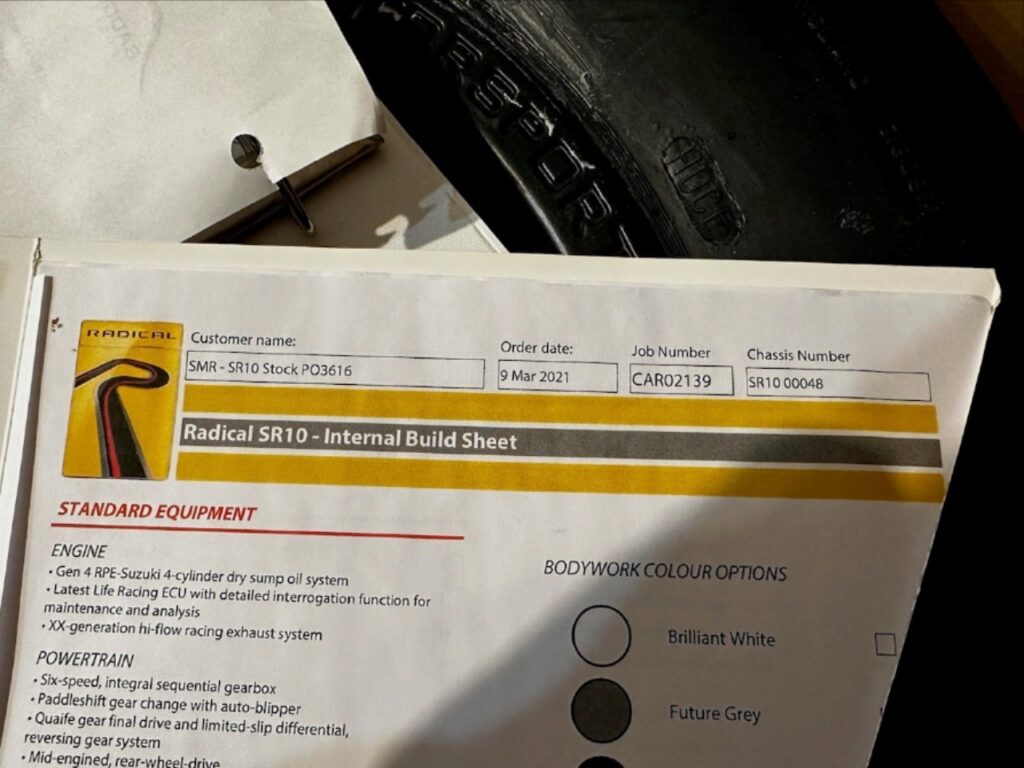 RADICAL
Customer name:
SMR - SR10 Stock PO3616
Order date:
9 Mar 2021
Job Number
CAR02139
Chassis Number
SR10 00048
Radical SR10 - Internal Build Sheet
STANDARD EQUIPMENT
ENGINE
• Gen 4 RPE-Suzuki 4-cylinder dry sump oil system
• Latest Life Racing ECU with detailed interrogation function for
maintenance and analysis
• XX-generation hi-flow racing exhaust system
POWERTRAIN
• Six-speed, integral sequential gearbox
• Paddleshift gear change with auto-blipper
• Quaife gear final drive and limited-slip differential,
reversing gear system
• Mid-engined, rear-wheel-drive
BODYWORK COLOUR OPTIONS
Brilliant White
Future Grey